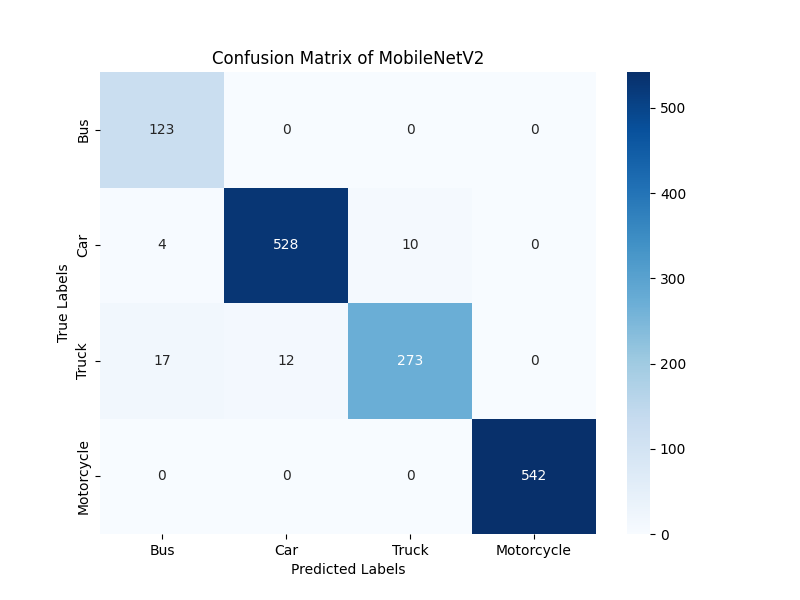 Confusion Matrix of MobileNetV2
True Labels
Bus 123 0 0 0
Car 4 528 10 0
Truck 17 12 273 0
Motorcycle 0 0 0 542
Bus Car Truck Motorcycle
Predicted Labels
500
400
300
200
100
0